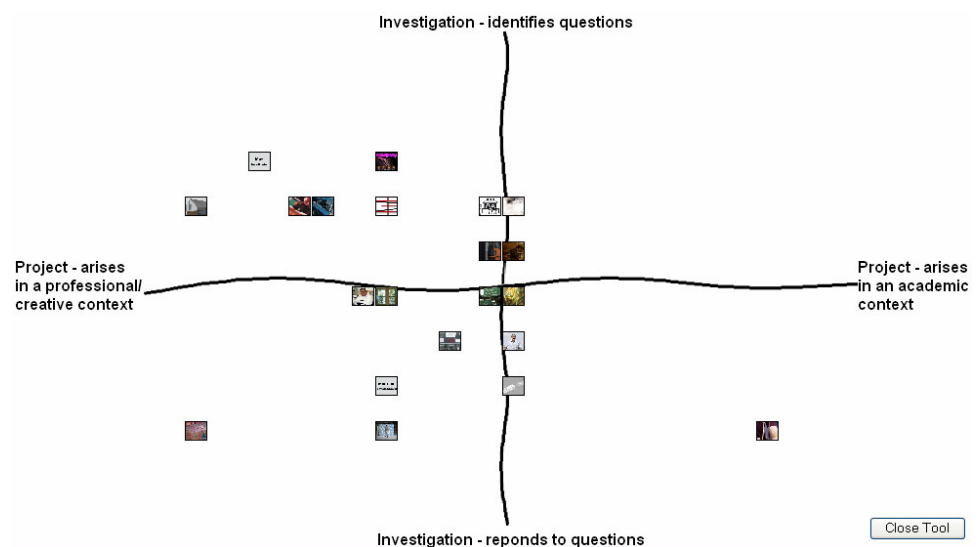 Investigation - identifies questions
Project - arises
in a professional/
creative context
Project - arises
in an academic
context
Close Tool
Investigation - reponds to questions